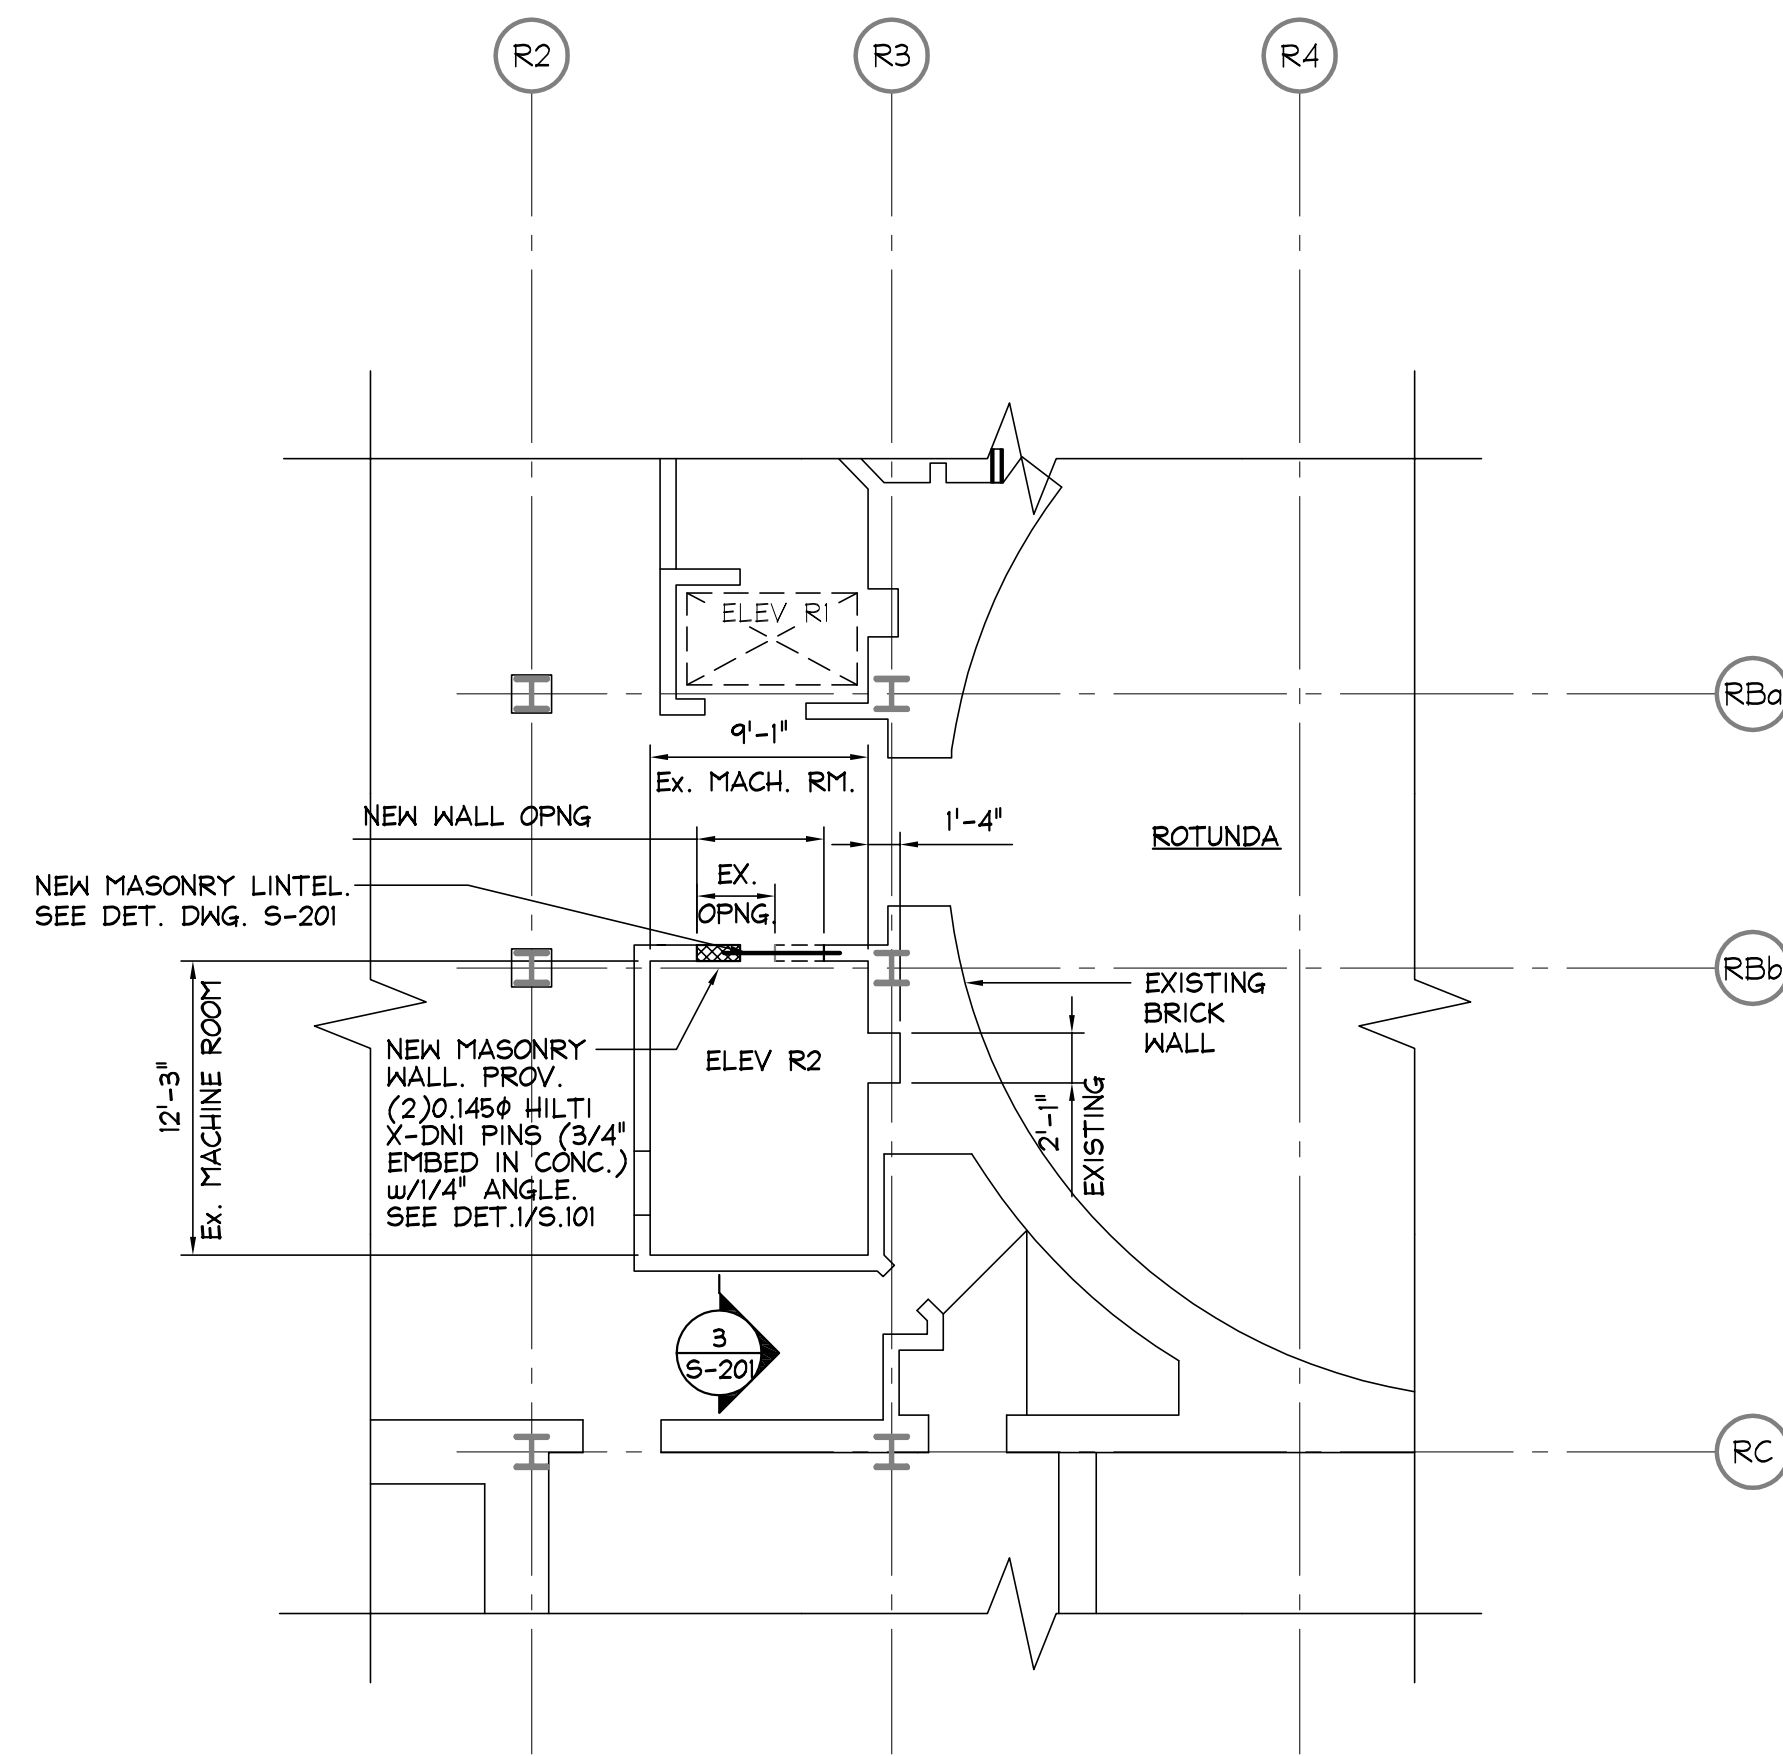 R2
R3
R4
ELEV R1
RBa
9'-1"
Ex. MACH. RM.
NEW WALL OPNG
1'-4"
ROTUNDA
EX.
OPNG.
NEW MASONRY LINTEL.
SEE DET. DWG. S-201
RBb
EXISTING
BRICK
WALL
12'-3"
Ex. MACHINE ROOM
NEW MASONRY
WALL. PROV.
(2)0.145ϕ HILTI
X-DNI PINS (3/4"
EMBED IN CONC.)
w/1/4" ANGLE.
SEE DET.1/S.101
ELEV R2
2'-1"
EXISTING
3
S-201
RC